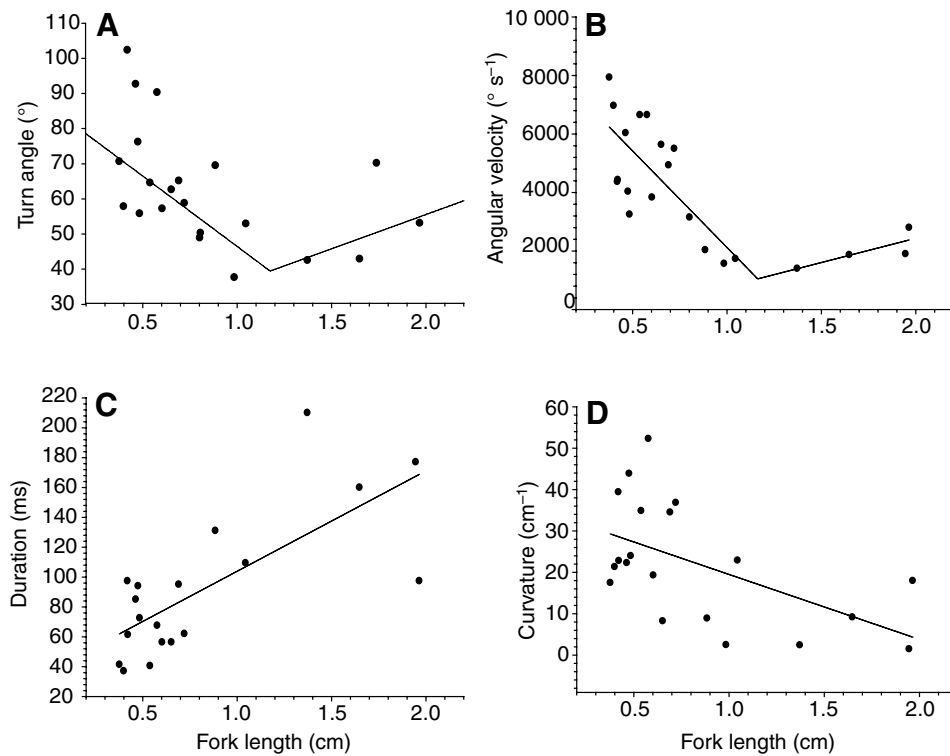 A
110
100
90
80
70
60
50
40
30
Turn angle (°)
0.5 1.0 1.5 2.0
B
10 000
8000
6000
4000
2000
0
Angular velocity (° s⁻¹)
0.5 1.0 1.5 2.0
C
220
200
180
160
140
120
100
80
60
40
20
Duration (ms)
0.5 1.0 1.5 2.0
Fork length (cm)
D
60
50
40
30
20
10
0
Curvature (cm⁻¹)
0.5 1.0 1.5 2.0
Fork length (cm)